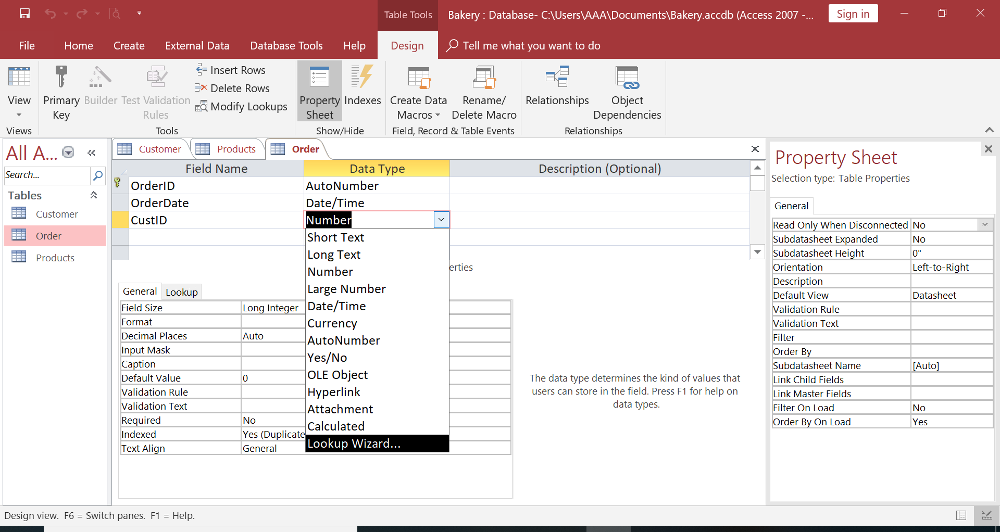 Table Tools
Bakery : Database- C:\Users\AAA\Documents\Bakery.accdb (Access 2007 -...
Sign in
File
Home
Create
External Data
Database Tools
Help
Design
Tell me what you want to do
View
Views
Primary Key
Builder
Test Validation Rules
Insert Rows
Delete Rows
Modify Lookups
Tools
Property Sheet
Indexes
Show/Hide
Create Data Macros
Rename/ Delete Macro
Field, Record & Table Events
Relationships
Object Dependencies
Relationships
All A...
Search...
Tables
Customer
Order
Products
Customer
Products
Order
Field Name
Data Type
Description (Optional)
OrderID
AutoNumber
OrderDate
Date/Time
CustID
Number
Short Text
Long Text
Number
Large Number
Date/Time
Currency
AutoNumber
Yes/No
OLE Object
Hyperlink
Attachment
Calculated
Lookup Wizard...
erties
General
Lookup
Field Size
Long Integer
Format
Decimal Places
Auto
Input Mask
Caption
Default Value
0
Validation Rule
Validation Text
Required
No
Indexed
Yes (Duplicate
Text Align
General
The data type determines the kind of values that
users can store in the field. Press F1 for help on
data types.
Property Sheet
Selection type: Table Properties
General
Read Only When Disconnected
No
Subdatasheet Expanded
No
Subdatasheet Height
0"
Orientation
Left-to-Right
Description
Default View
Datasheet
Validation Rule
Validation Text
Filter
Order By
Subdatasheet Name
[Auto]
Link Child Fields
Link Master Fields
Filter On Load
No
Order By On Load
Yes
Design view. F6 = Switch panes. F1 = Help.